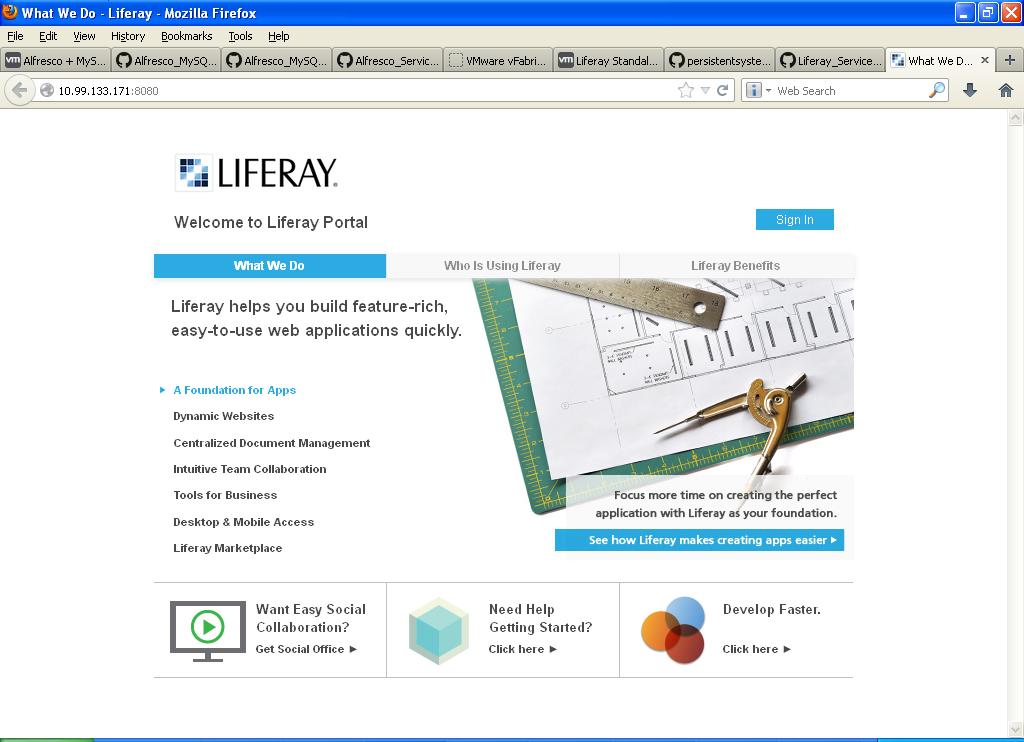 What We Do - Liferay - Mozilla Firefox
File Edit View History Bookmarks Tools Help
vm Alfresco + MyS... Alfresco_MySQ... Alfresco_MySQ... Alfresco_Servic... VMware vFabri... vm Liferay Standal... persistentsyste... Liferay_Service... What We D...
10.99.133.171:8080
Web Search
LIFERAY.
Welcome to Liferay Portal
Sign In
What We Do
Who Is Using Liferay
Liferay Benefits
Liferay helps you build feature-rich,
easy-to-use web applications quickly.
A Foundation for Apps
Dynamic Websites
Centralized Document Management
Intuitive Team Collaboration
Tools for Business
Desktop & Mobile Access
Liferay Marketplace
Focus more time on creating the perfect
application with Liferay as your foundation.
See how Liferay makes creating apps easier
Want Easy Social
Collaboration?
Get Social Office
Need Help
Getting Started?
Click here
Develop Faster.
Click here